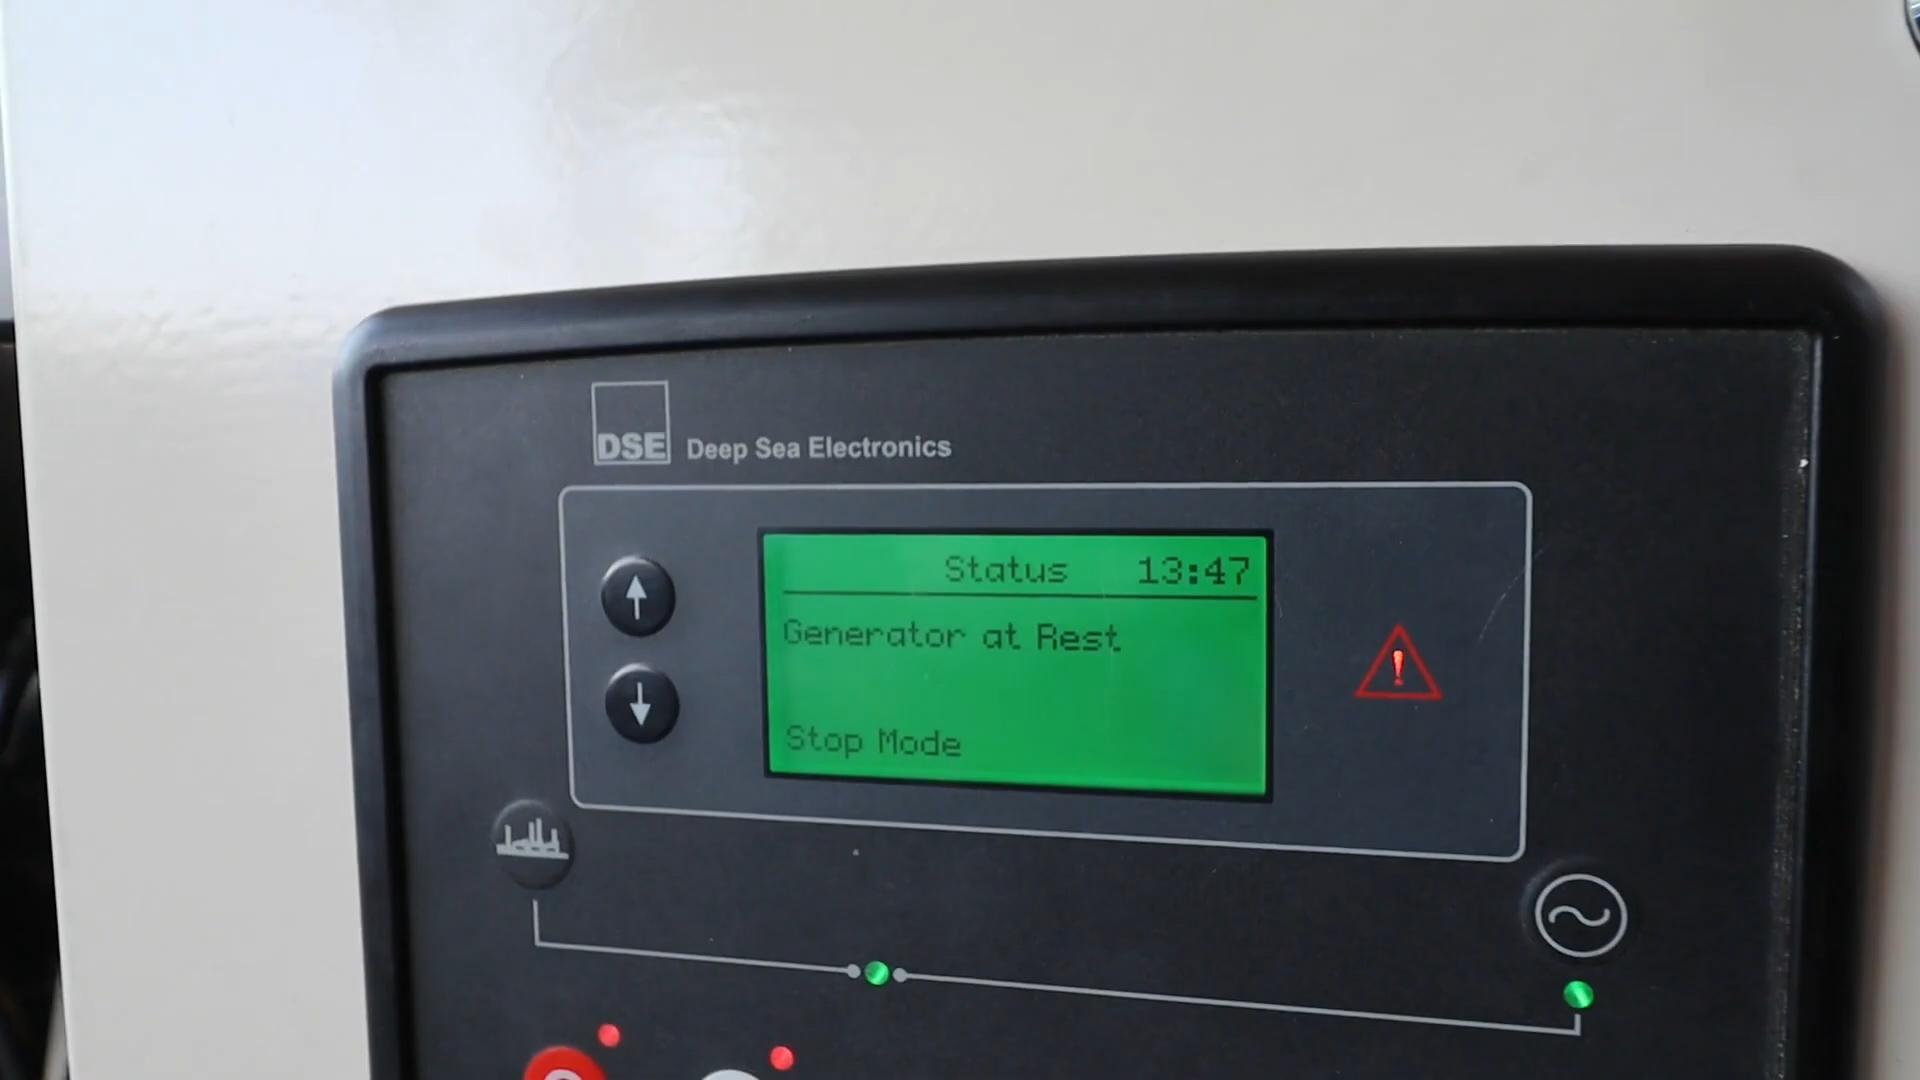 DSE Deep Sea Electronics
Status 13:47
Generator at Rest
Stop Mode